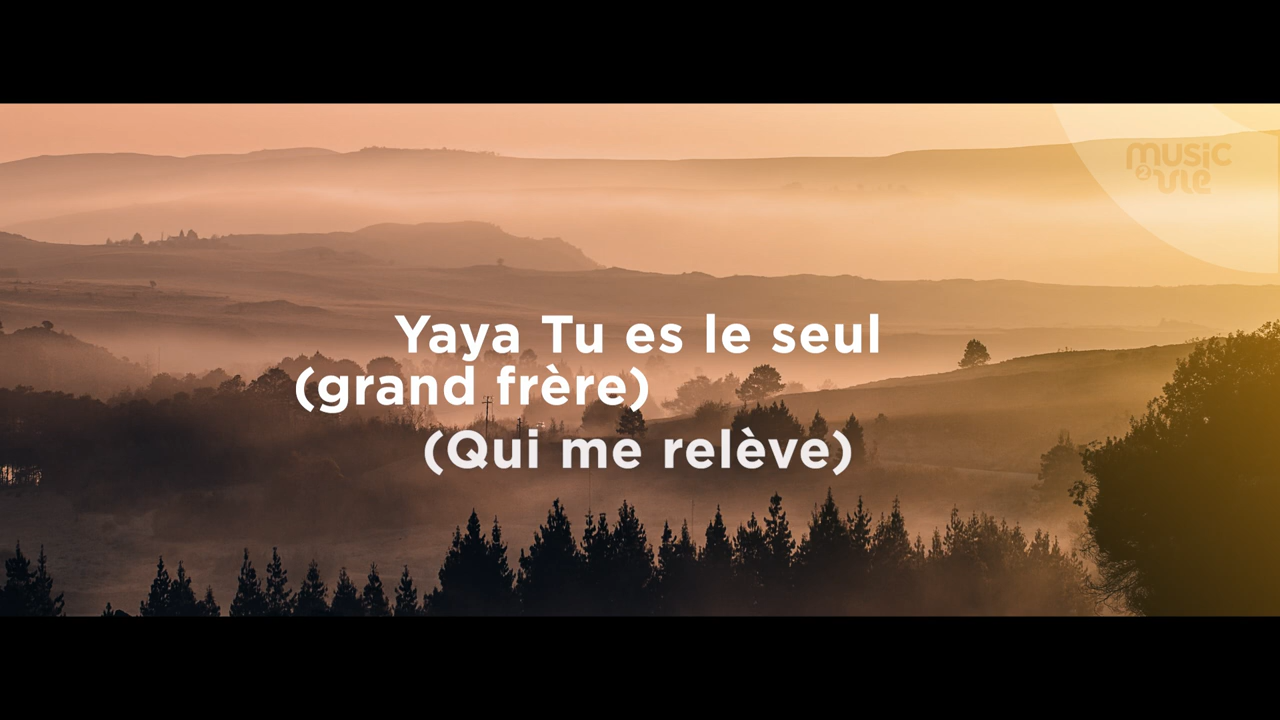 music
2 vie
Yaya Tu es le seul
(grand frère)
(Qui me relève)